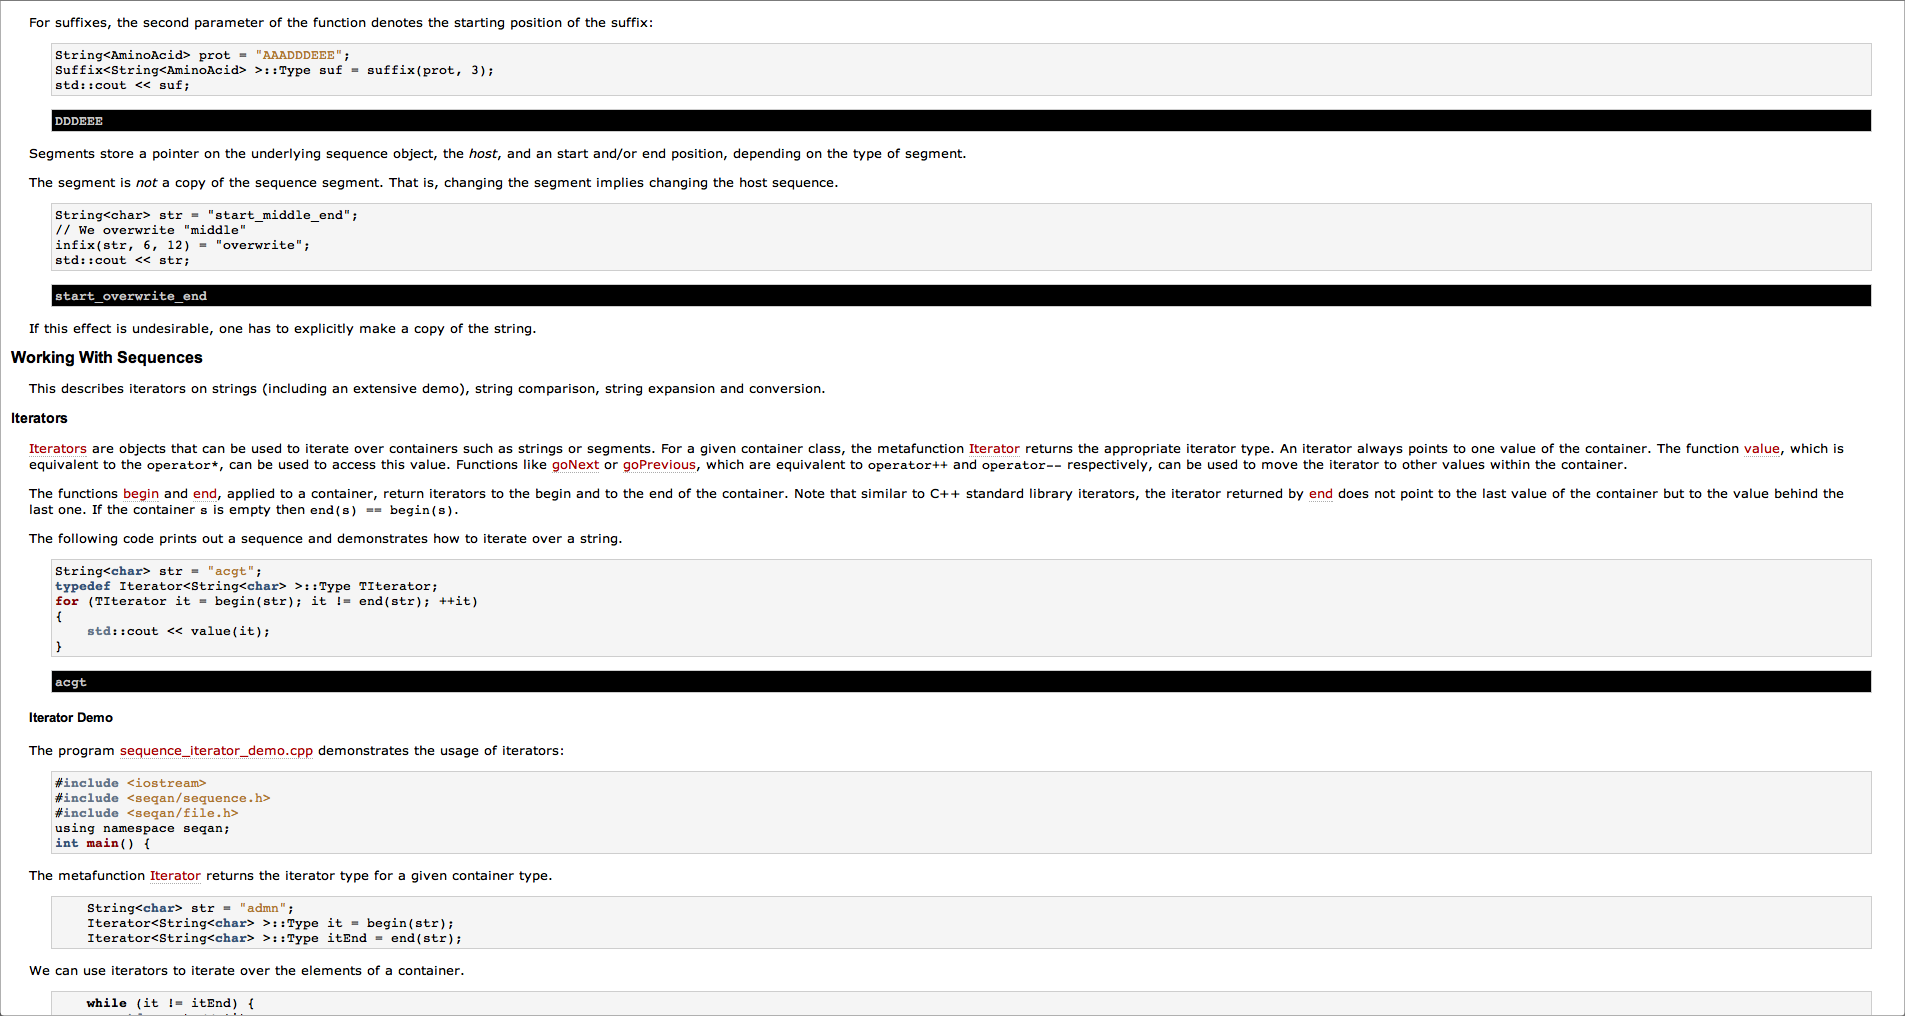 For suffixes, the second parameter of the function denotes the starting position of the suffix:
String<AminoAcid> prot = "AAADDDEEE";
Suffix<String<AminoAcid> >::Type suf = suffix(prot, 3);
std::cout << suf;
DDDEEE
Segments store a pointer on the underlying sequence object, the host, and an start and/or end position, depending on the type of segment.
The segment is not a copy of the sequence segment. That is, changing the segment implies changing the host sequence.
String<char> str = "start_middle_end";
// We overwrite "middle"
infix(str, 6, 12) = "overwrite";
std::cout << str;
start_overwrite_end
If this effect is undesirable, one has to explicitly make a copy of the string.
Working With Sequences
This describes iterators on strings (including an extensive demo), string comparison, string expansion and conversion.
Iterators
Iterators are objects that can be used to iterate over containers such as strings or segments. For a given container class, the metafunction Iterator returns the appropriate iterator type. An iterator always points to one value of the container. The function value, which is
equivalent to the operator*, can be used to access this value. Functions like goNext or goPrevious, which are equivalent to operator++ and operator-- respectively, can be used to move the iterator to other values within the container.
The functions begin and end, applied to a container, return iterators to the begin and to the end of the container. Note that similar to C++ standard library iterators, the iterator returned by end does not point to the last value of the container but to the value behind the
last one. If the container s is empty then end(s) == begin(s).
The following code prints out a sequence and demonstrates how to iterate over a string.
String<char> str = "acgt";
typedef Iterator<String<char> >::Type TIterator;
for (TIterator it = begin(str); it != end(str); ++it)
{
    std::cout << value(it);
}
acgt
Iterator Demo
The program sequence_iterator_demo.cpp demonstrates the usage of iterators:
#include <iostream>
#include <seqan/sequence.h>
#include <seqan/file.h>
using namespace seqan;
int main() {
The metafunction Iterator returns the iterator type for a given container type.
    String<char> str = "admn";
    Iterator<String<char> >::Type it = begin(str);
    Iterator<String<char> >::Type itEnd = end(str);
We can use iterators to iterate over the elements of a container.
    while (it != itEnd) {